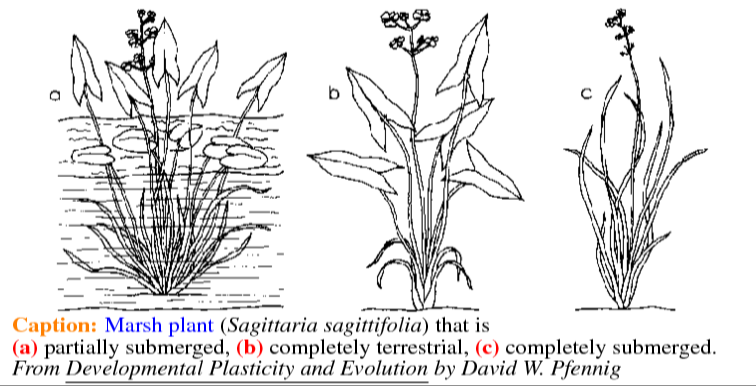 a
b
c
Caption: Marsh plant (Sagittaria sagittifolia) that is
(a) partially submerged, (b) completely terrestrial, (c) completely submerged.
From Developmental Plasticity and Evolution by David W. Pfennig